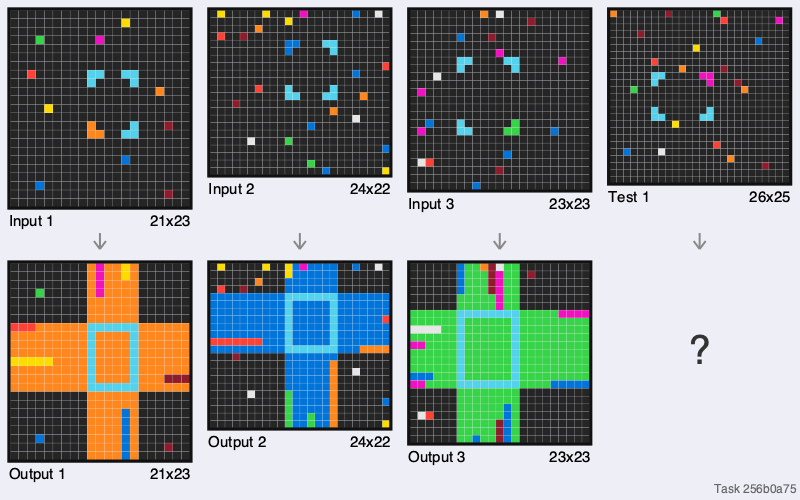 Input 1 21x23
Input 2 24x22
Input 3 23x23
Test 1 26x25
?
Output 1 21x23
Output 2 24x22
Output 3 23x23
Task 256b0a75